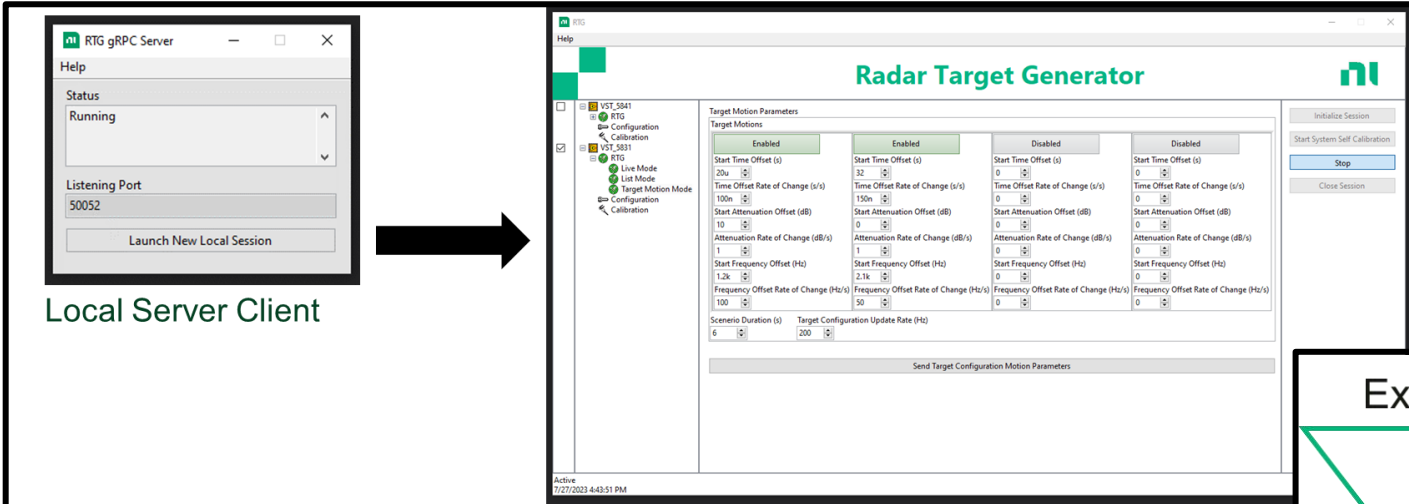 RTG gRPC Server
Help
Status
Running
Listening Port
50052
Launch New Local Session
Local Server Client
RTG
Help
Radar Target Generator
VST_5841
RTG
Configuration
Calibration
VST_5831
RTG
Live Mode
List Mode
Target Motion Mode
Configuration
Calibration
Target Motion Parameters
Target Motions
Enabled Enabled Disabled Disabled
Start Time Offset (s) Start Time Offset (s) Start Time Offset (s) Start Time Offset (s)
20u 32 0 0
Time Offset Rate of Change (s/s) Time Offset Rate of Change (s/s) Time Offset Rate of Change (s/s) Time Offset Rate of Change (s/s)
100n 150n 0 0
Start Attenuation Offset (dB) Start Attenuation Offset (dB) Start Attenuation Offset (dB) Start Attenuation Offset (dB)
10 0 0 0
Attenuation Rate of Change (dB/s) Attenuation Rate of Change (dB/s) Attenuation Rate of Change (dB/s) Attenuation Rate of Change (dB/s)
1 1 0 0
Start Frequency Offset (Hz) Start Frequency Offset (Hz) Start Frequency Offset (Hz) Start Frequency Offset (Hz)
1.2k 2.1k 0 0
Frequency Offset Rate of Change (Hz/s) Frequency Offset Rate of Change (Hz/s) Frequency Offset Rate of Change (Hz/s) Frequency Offset Rate of Change (Hz/s)
100 50 0 0
Scenerio Duration (s) Target Configuration Update Rate (Hz)
6 200
Send Target Configuration Motion Parameters
Initialize Session
Start System Self Calibration
Stop
Close Session
Active
7/27/2023 4:43:51 PM
Ex